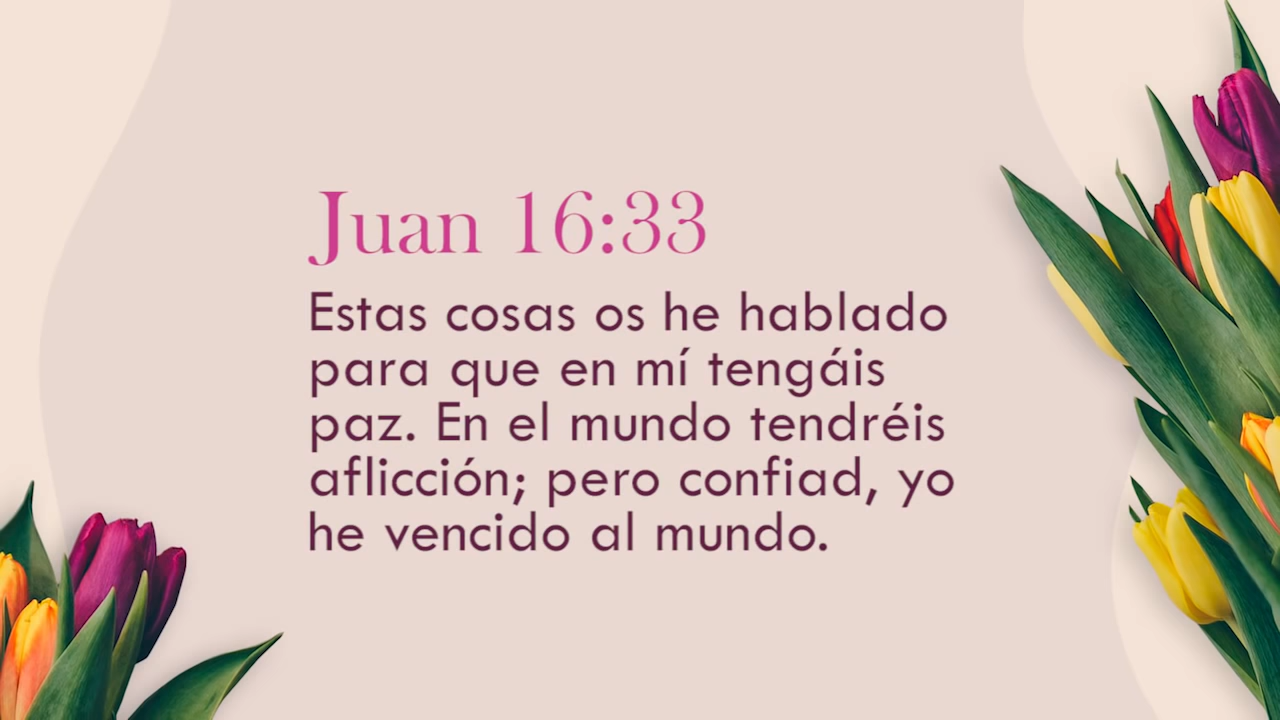 Juan 16:33
Estas cosas os he hablado
para que en mí tengáis
paz. En el mundo tendréis
aflicción; pero confiad, yo
he vencido al mundo.